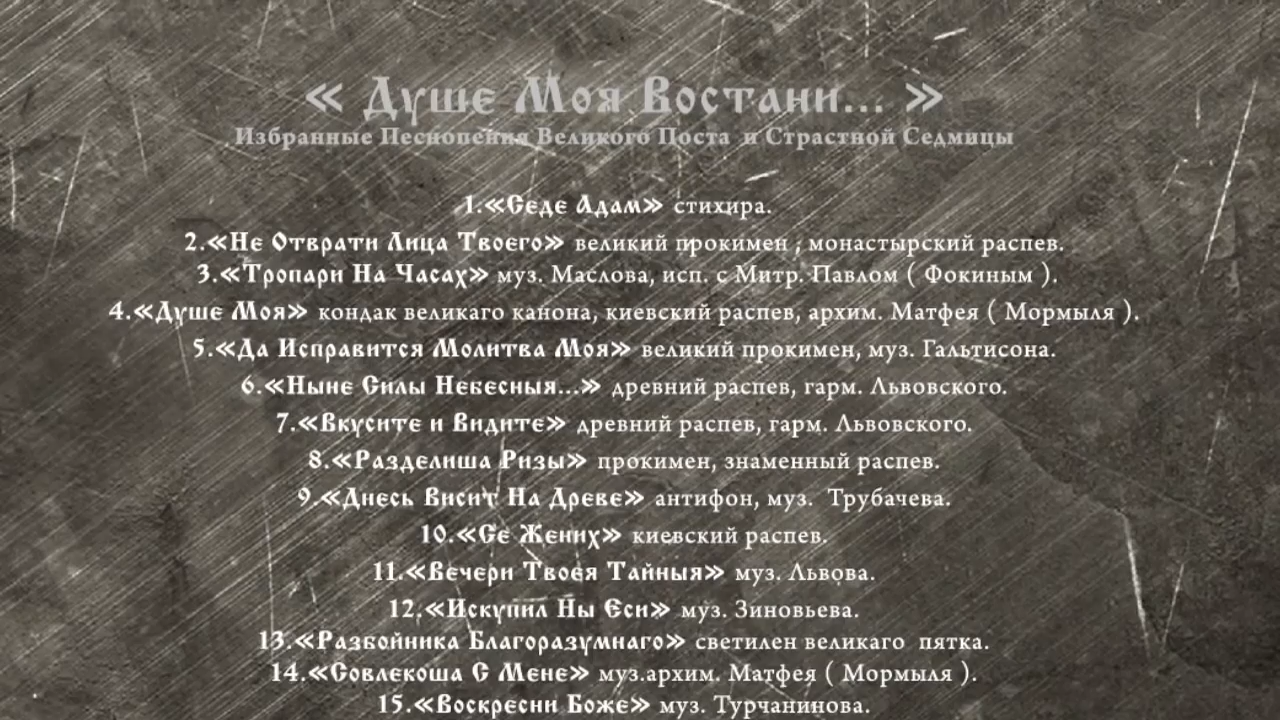 « Душе Моя Востани... »
Избранные Песнопения Великого Поста и Страстной Седмицы
1.«Седе Адам» стихира.
2.«Не Отврати Лица Твоего» великий прокимен , монастырский распев.
3.«Тропари На Часах» муз. Маслова, исп. с Митр. Павлом ( Фокиным ).
4.«Душе Моя» кондак великаго канона, киевский распев, архим. Матфея ( Мормыля ).
5.«Да Исправится Молитва Моя» великий прокимен, муз. Гальтисона.
6.«Ныне Силы Небесныя...» древний распев, гарм. Львовского.
7.«Вкусите и Видите» древний распев, гарм. Львовского.
8.«Разделиша Ризы» прокимен, знаменный распев.
9.«Днесь Висит На Древе» антифон, муз. Трубачева.
10.«Се Жених» киевский распев.
11.«Вечери Твоея Тайныя» муз. Львова.
12.«Искупил Ны Еси» муз. Зиновьева.
13.«Разбойника Благоразумнаго» светилен великаго пятка.
14.«Совлекоша С Мене» муз.архим. Матфея ( Мормыля ).
15.«Воскресни Боже» муз. Турчанинова.